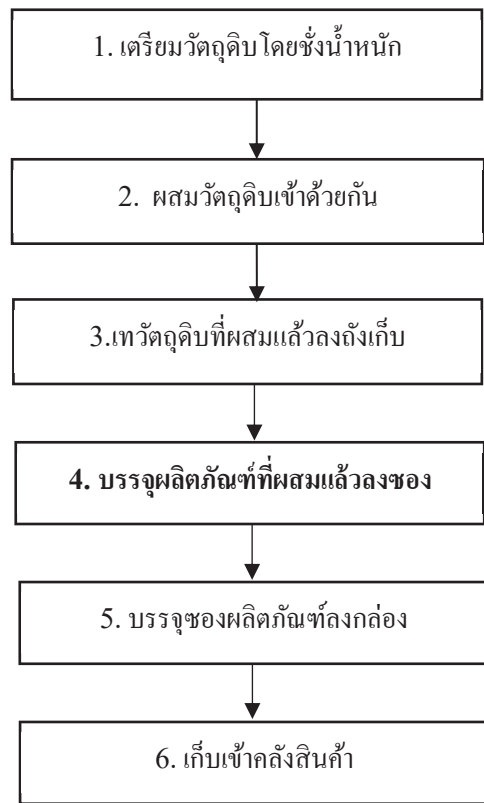 1. เตรียมวัตถุดิบโดยชั่งน้ำหนัก
2. ผสมวัตถุดิบเข้าด้วยกัน
3.เทวัตถุดิบที่ผสมแล้วลงถังเก็บ
4. บรรจุผลิตภัณฑ์ที่ผสมแล้วลงซอง
5. บรรจุซองผลิตภัณฑ์ลงกล่อง
6. เก็บเข้าคลังสินค้า